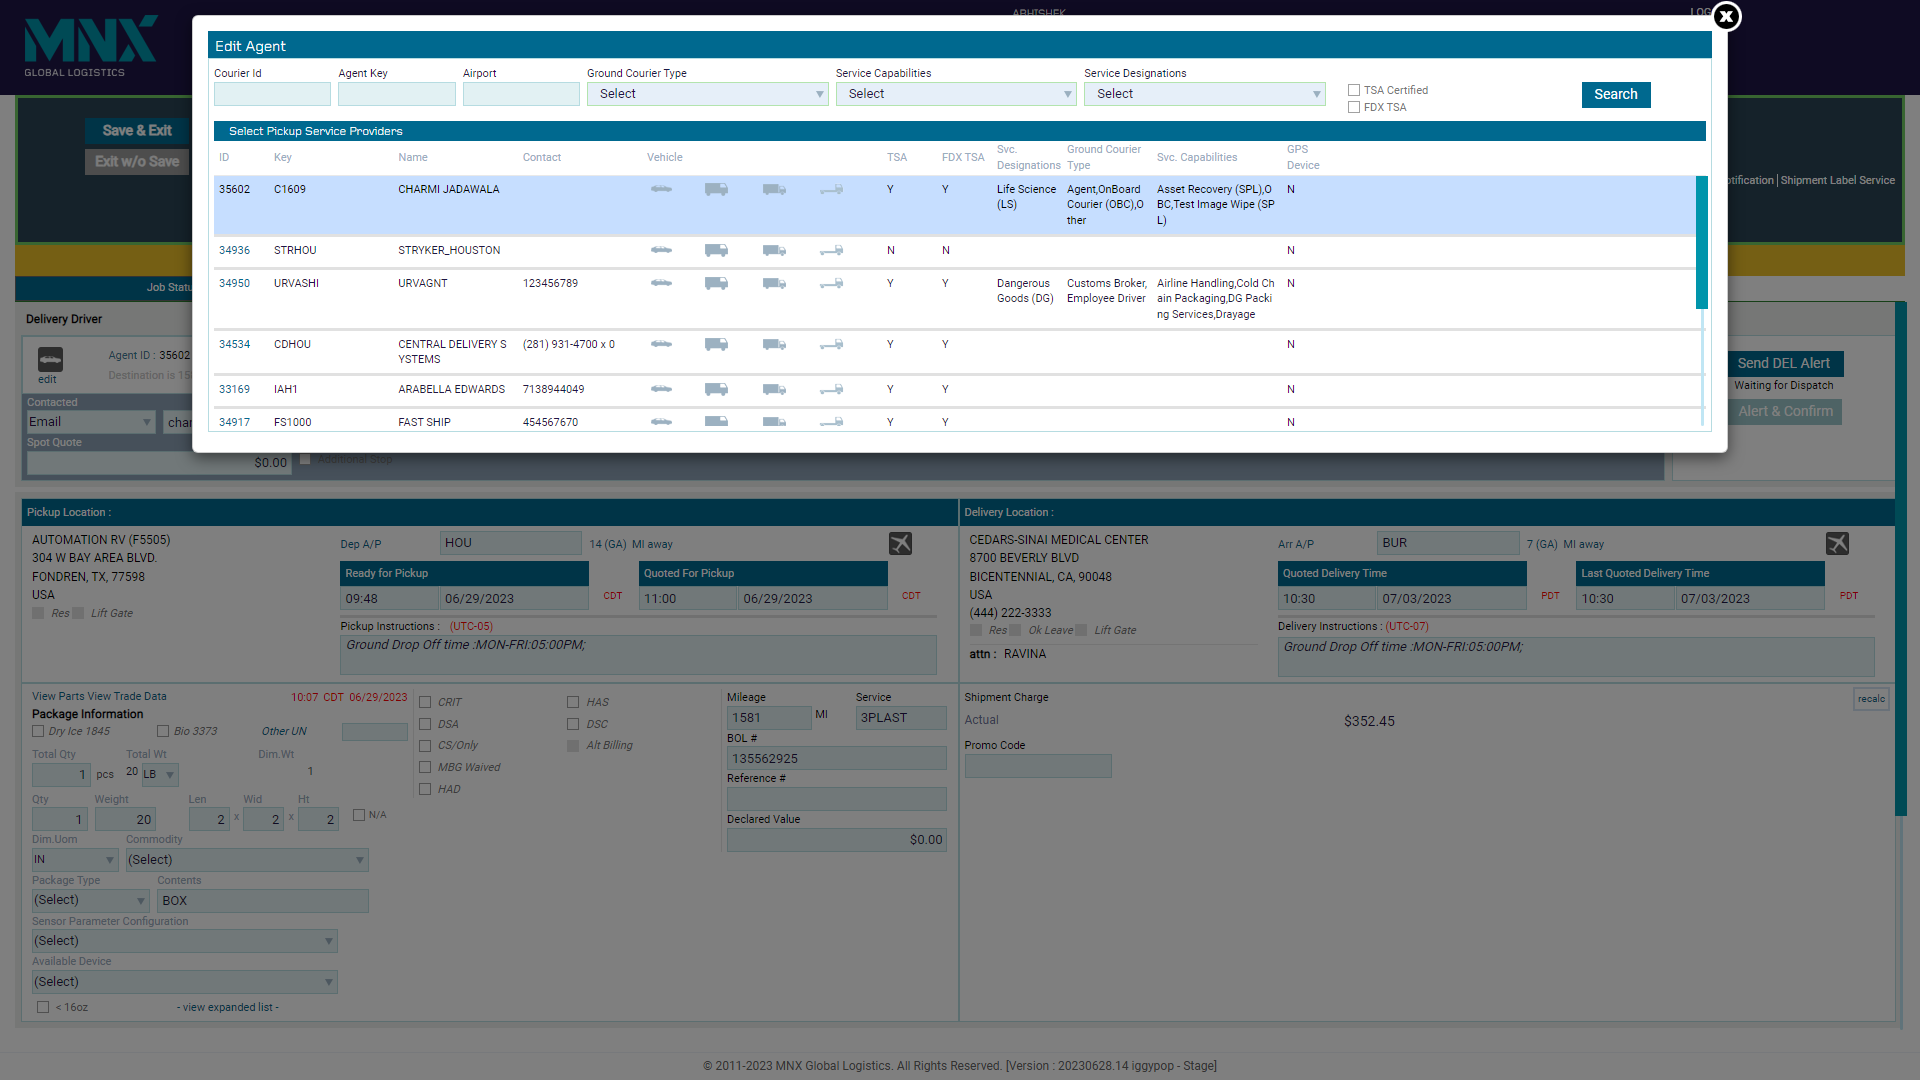 MNX
GLOBAL LOGISTICS
ABHISHEK
LOG
X
Edit Agent
Courier Id
Agent Key
Airport
Ground Courier Type
Service Capabilities
Service Designations
Select
Select
Select
TSA Certified
FDX TSA
Search
Select Pickup Service Providers
ID Key Name Contact Vehicle TSA FDX TSA Svc. Designations Ground Courier Type Svc. Capabilities GPS Device
35602 C1609 CHARMI JADAWALA Y Y Life Science (LS) Agent,OnBoard Courier (OBC),Other Asset Recovery (SPL),OBC,Test Image Wipe (SPL) N
34936 STRHOU STRYKER_HOUSTON N N N
34950 URVASHI URVAGNT 123456789 Y Y Dangerous Goods (DG) Customs Broker,Employee Driver Airline Handling,Cold Chain Packaging,DG Packing Services,Drayage N
34534 CDHOU CENTRAL DELIVERY SYSTEMS (281) 931-4700 x 0 Y Y N
33169 IAH1 ARABELLA EDWARDS 7138944049 Y Y N
34917 FS1000 FAST SHIP 454567670 Y Y N
Save & Exit
Exit w/o Save
otification | Shipment Label Service
Job Statu
Delivery Driver
edit
Agent ID : 35602
Destination is 15
Contacted
Email
char
Spot Quote
$0.00
Additional Stop
Send DEL Alert
Waiting for Dispatch
Alert & Confirm
Pickup Location :
AUTOMATION RV (F5505)
304 W BAY AREA BLVD.
FONDREN, TX, 77598
USA
Res Lift Gate
Dep A/P HOU 14 (GA) MI away
Ready for Pickup
09:48 06/29/2023 CDT
Quoted For Pickup
11:00 06/29/2023 CDT
Pickup Instructions : (UTC-05)
Ground Drop Off time :MON-FRI:05:00PM;
Delivery Location :
CEDARS-SINAI MEDICAL CENTER
8700 BEVERLY BLVD
BICENTENNIAL, CA, 90048
USA
(444) 222-3333
Res Ok Leave Lift Gate
attn : RAVINA
Arr A/P BUR 7 (GA) MI away
Quoted Delivery Time
10:30 07/03/2023 PDT
Last Quoted Delivery Time
10:30 07/03/2023 PDT
Delivery Instructions : (UTC-07)
Ground Drop Off time :MON-FRI:05:00PM;
View Parts View Trade Data 10:07 CDT 06/29/2023
Package Information
Dry Ice 1845 Bio 3373 Other UN
Total Qty Total Wt Dim.Wt
1 pcs 20 LB 1
Qty Weight Len Wid Ht
1 20 2 x 2 x 2 N/A
Dim.Uom Commodity
IN (Select)
Package Type Contents
(Select) BOX
Sensor Parameter Configuration
(Select)
Available Device
(Select)
< 16oz - view expanded list -
CRIT HAS
DSA DSC
CS/Only Alt Billing
MBG Waived
HAD
Mileage Service
1581 MI 3PLAST
BOL #
135562925
Reference #
Declared Value
$0.00
Shipment Charge recalc
Actual $352.45
Promo Code
© 2011-2023 MNX Global Logistics. All Rights Reserved. [Version : 20230628.14 iggypop - Stage]